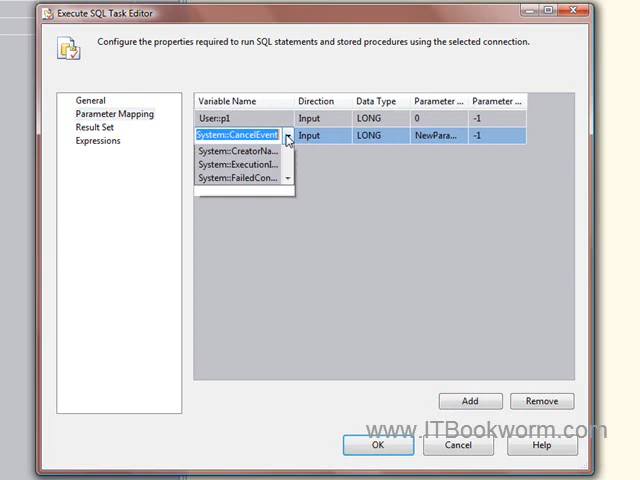 Execute SQL Task Editor
Configure the properties required to run SQL statements and stored procedures using the selected connection.
General
Parameter Mapping
Result Set
Expressions
Variable Name Direction Data Type Parameter ... Parameter ...
User::p1 Input LONG 0 -1
System::CancelEvent Input LONG NewPara... -1
System::CreatorNa...
System::ExecutionI...
System::FailedCon...
Add Remove
www.ITBookworm.com
OK Cancel Help